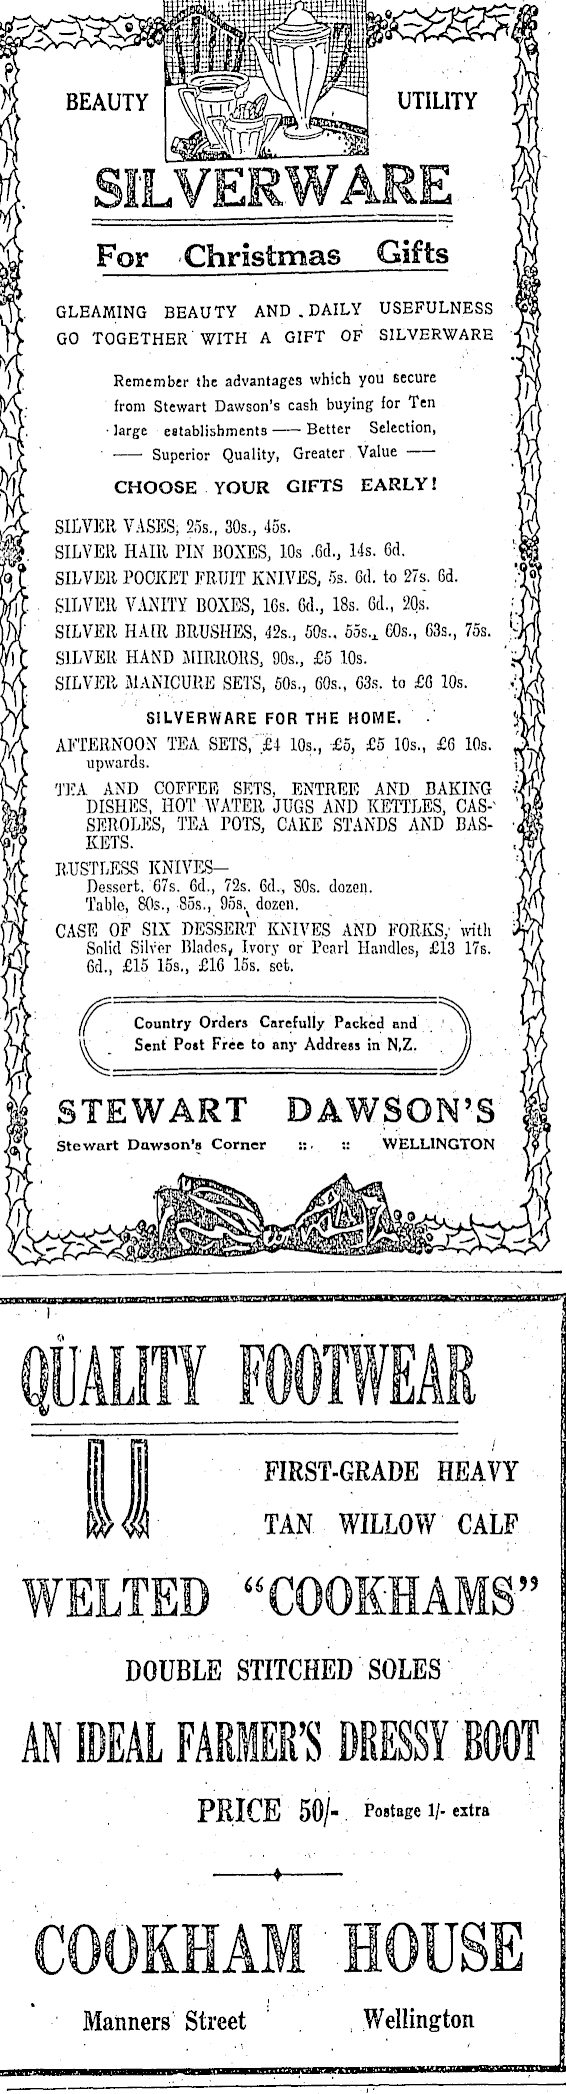 BEAUTY UTILITY
SILVERWARE
For Christmas Gifts
GLEAMING BEAUTY AND DAILY USEFULNESS
GO TOGETHER WITH A GIFT OF SILVERWARE
Remember the advantages which you secure
from Stewart Dawson's cash buying for Ten
large establishments —— Better Selection,
—— Superior Quality, Greater Value ——
CHOOSE YOUR GIFTS EARLY!
SILVER VASES, 25s., 30s., 45s.
SILVER HAIR PIN BOXES, 10s .6d., 14s. 6d.
SILVER POCKET FRUIT KNIVES, 5s. 6d. to 27s. 6d.
SILVER VANITY BOXES, 16s. 6d., 18s. 6d., 20s.
SILVER HAIR BRUSHES, 42s., 50s., 55s., 60s., 63s., 75s.
SILVER HAND MIRRORS, 90s., £5 10s.
SILVER MANICURE SETS, 50s., 60s., 63s. to £6 10s.
SILVERWARE FOR THE HOME.
AFTERNOON TEA SETS, £4 10s., £5, £5 10s., £6 10s.
upwards.
TEA AND COFFEE SETS, ENTREE AND BAKING
DISHES, HOT WATER JUGS AND KETTLES, CAS-
SEROLES, TEA POTS, CAKE STANDS AND BAS-
KETS.
RUSTLESS KNIVES—
Dessert. 67s. 6d., 72s. 6d., 80s. dozen.
Table, 80s., 85s., 95s, dozen.
CASE OF SIX DESSERT KNIVES AND FORKS, with
Solid Silver Blades, Ivory or Pearl Handles, £13 17s.
6d., £15 15s., £16 15s. set.
Country Orders Carefully Packed and
Sent Post Free to any Address in N.Z.
STEWART DAWSON'S
Stewart Dawson's Corner :: :: WELLINGTON
QUALITY FOOTWEAR
FIRST-GRADE HEAVY
TAN WILLOW CALF
WELTED "COOKHAMS"
DOUBLE STITCHED SOLES
AN IDEAL FARMER'S DRESSY BOOT
PRICE 50/- Postage 1/- extra
COOKHAM HOUSE
Manners Street Wellington